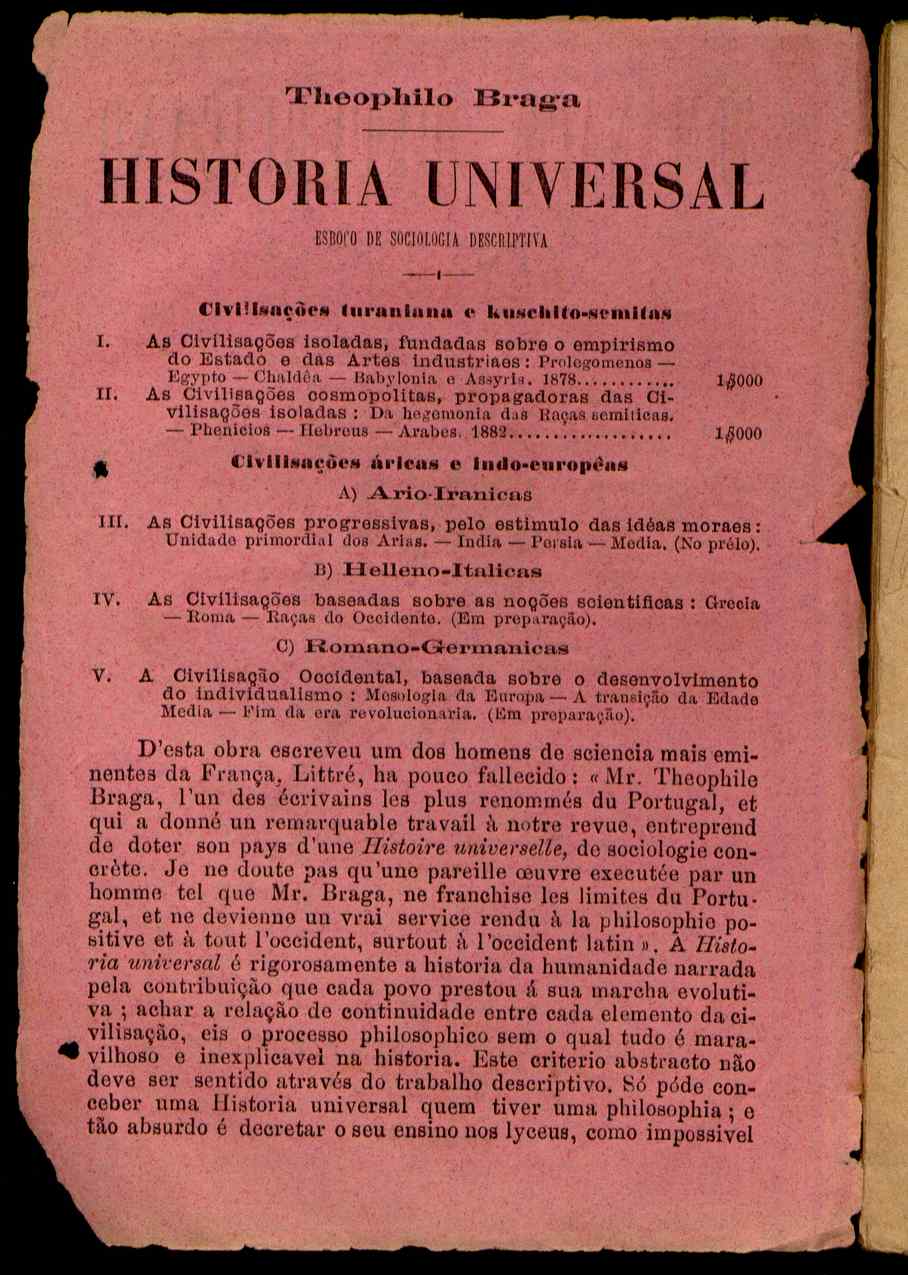 Theophilo Braga
HISTORIA UNIVERSAL
ESBOÇO DE SOCIOLOGIA DESCRIPTIVA
Civilisações turaniana e kuschito-semitas
I. As Civilisações isoladas, fundadas sobre o empirismo
do Estado e das Artes industriaes : Prolegomenos —
Egypto — Chaldêa — Babylonia e Assyria. 1878............ 1$000
II. As Civilisações cosmopolitas, propagadoras das Ci-
vilisações isoladas : Da hegemonia das Raças semiticas.
— Phenicios — Hebreus — Arabes. 1882.................. 1$000
Civilisações áricas e indo-européas
A) Ario-Iranicas
III. As Civilisações progressivas, pelo estimulo das idéas moraes :
Unidade primordial dos Arias. — India — Persia — Media. (No prélo).
B) Helleno-Italicas
IV. As Civilisações baseadas sobre as noções scientificas : Grecia
— Roma — Raças do Occidente. (Em preparação).
C) Romano-Germanicas
V. A Civilisação Occidental, baseada sobre o desenvolvimento
do individualismo : Mesologia da Europa — A transição da Edade
Media — Fim da era revolucionaria. (Em preparação).
D'esta obra escreveu um dos homens de sciencia mais emi-
nentes da França, Littré, ha pouco fallecido : « Mr. Theophile
Braga, l'un des écrivains les plus renommés du Portugal, et
qui a donné un remarquable travail à notre revue, entreprend
de doter son pays d'une Histoire universelle, de sociologie con-
crète. Je ne doute pas qu'une pareille œuvre executée par un
homme tel que Mr. Braga, ne franchise les limites du Portu-
gal, et ne devienne un vrai service rendu à la philosophie po-
sitive et à tout l'occident, surtout à l'occident latin ». A Histo-
ria universal é rigorosamente a historia da humanidade narrada
pela contribuição que cada povo prestou á sua marcha evoluti-
va ; achar a relação de continuidade entre cada elemento da ci-
vilisação, eis o processo philosophico sem o qual tudo é mara-
vilhoso e inexplicavel na historia. Este criterio abstracto não
deve ser sentido através do trabalho descriptivo. Só póde con-
ceber uma Historia universal quem tiver uma philosophia ; e
tão absurdo é decretar o seu ensino nos lyceus, como impossivel